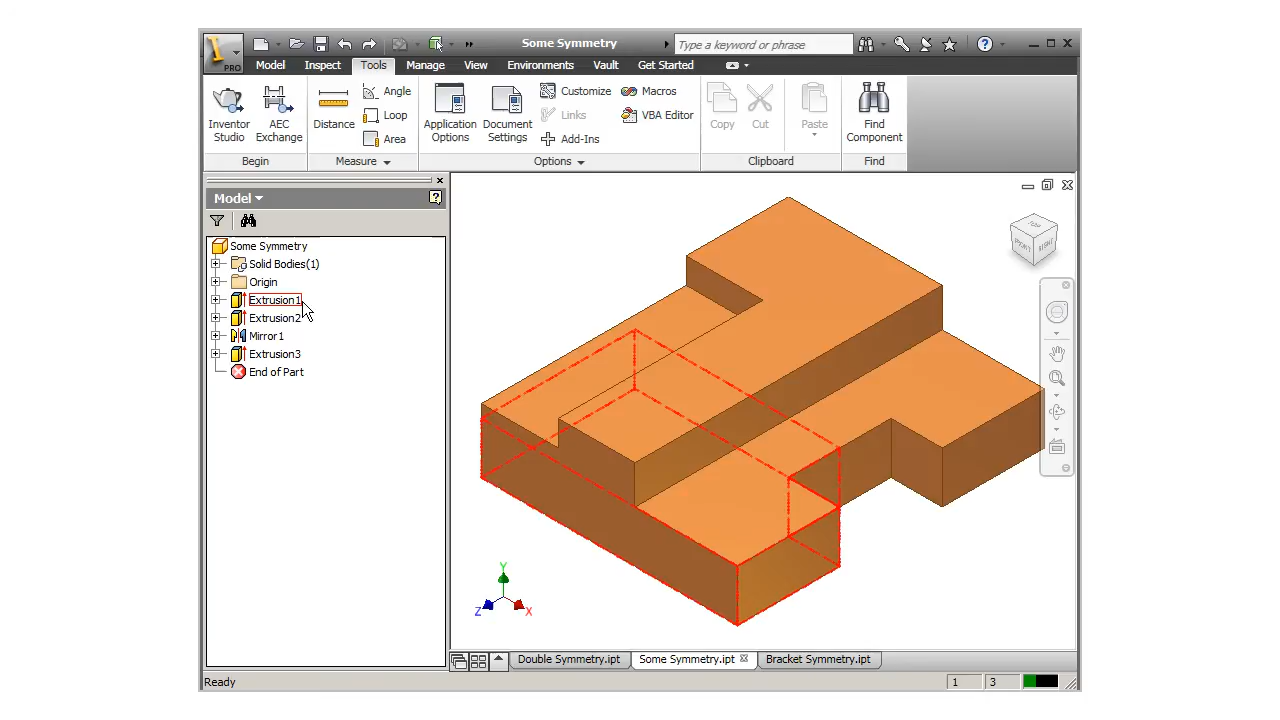 Some Symmetry
Type a keyword or phrase
PRO
Model Inspect Tools Manage View Environments Vault Get Started
Inventor Studio
AEC Exchange
Begin
Distance
Angle
Loop
Area
Measure
Application Options
Document Settings
Customize
Links
Add-Ins
Macros
VBA Editor
Options
Copy
Cut
Paste
Clipboard
Find Component
Find
Model
Some Symmetry
Solid Bodies(1)
Origin
Extrusion1
Extrusion2
Mirror1
Extrusion3
End of Part
Y
Z
X
Double Symmetry.ipt
Some Symmetry.ipt
Bracket Symmetry.ipt
Ready
1
3